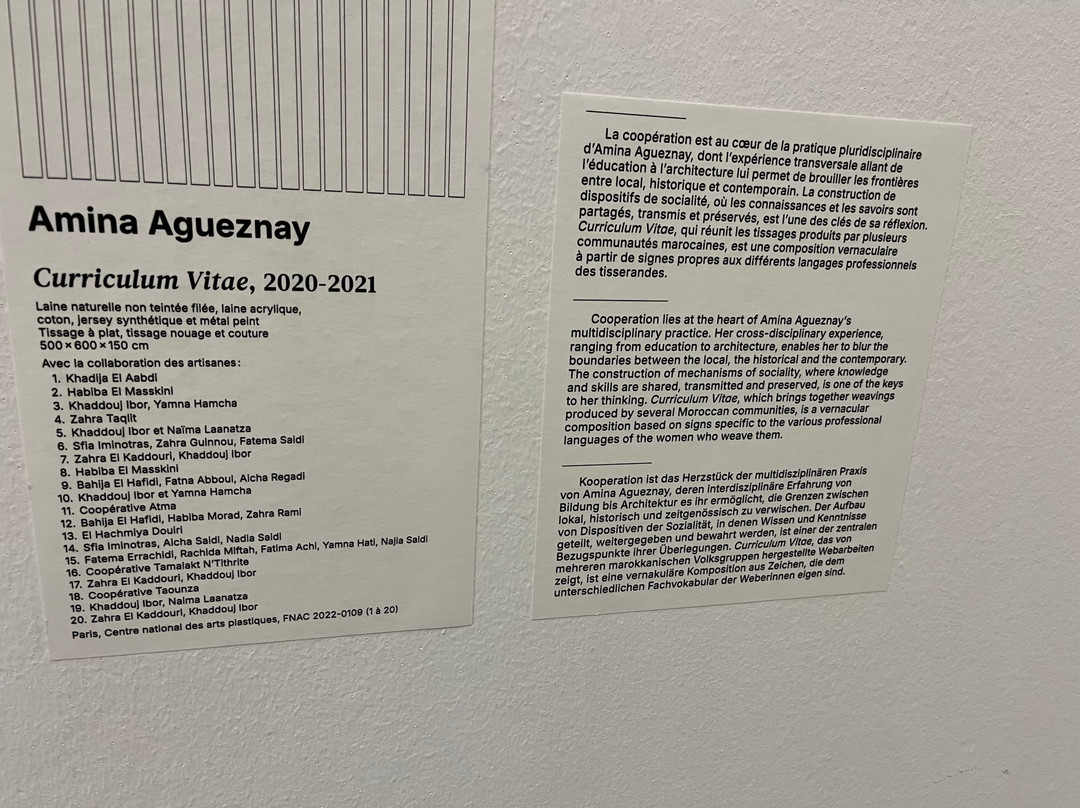 Amina Agueznay
Curriculum Vitae, 2020-2021
Laine naturelle non teintée filée, laine acrylique,
coton, jersey synthétique et métal peint
Tissage à plat, tissage nouage et couture
500 × 600 × 150 cm
Avec la collaboration des artisanes :
1. Khadija El Aabdi
2. Habiba El Masskini
3. Khaddouj Ibor, Yamna Hamcha
4. Zahra Taqlit
5. Khaddouj Ibor et Naïma Laanatza
6. Sfia Iminotras, Zahra Guinnou, Fatema Saidi
7. Zahra El Kaddouri, Khaddouj Ibor
8. Habiba El Masskini
9. Bahija El Hafidi, Fatna Abboul, Aicha Regadi
10. Khaddouj Ibor et Yamna Hamcha
11. Coopérative Atma
12. Bahija El Hafidi, Habiba Morad, Zahra Rami
13. El Hachmiya Douiri
14. Sfia Iminotras, Aicha Saidi, Nadia Saidi
15. Fatema Errachidi, Rachida Miftah, Fatima Achi, Yamna Hati, Najia Saidi
16. Coopérative Tamalakt N'Tithrite
17. Zahra El Kaddouri, Khaddouj Ibor
18. Coopérative Taounza
19. Khaddouj Ibor, Naima Laanatza
20. Zahra El Kaddouri, Khaddouj Ibor
Paris, Centre national des arts plastiques, FNAC 2022-0109 (1 à 20)
La coopération est au cœur de la pratique pluridisciplinaire
d'Amina Agueznay, dont l'expérience transversale allant de
l'éducation à l'architecture lui permet de brouiller les frontières
entre local, historique et contemporain. La construction de
dispositifs de socialité, où les connaissances et les savoirs sont
partagés, transmis et préservés, est l'une des clés de sa réflexion.
Curriculum Vitae, qui réunit les tissages produits par plusieurs
communautés marocaines, est une composition vernaculaire
à partir de signes propres aux différents langages professionnels
des tisserandes.
Cooperation lies at the heart of Amina Agueznay's
multidisciplinary practice. Her cross-disciplinary experience,
ranging from education to architecture, enables her to blur the
boundaries between the local, the historical and the contemporary.
The construction of mechanisms of sociality, where knowledge
and skills are shared, transmitted and preserved, is one of the keys
to her thinking. Curriculum Vitae, which brings together weavings
produced by several Moroccan communities, is a vernacular
composition based on signs specific to the various professional
languages of the women who weave them.
Kooperation ist das Herzstück der multidisziplinären Praxis
von Amina Agueznay, deren interdisziplinäre Erfahrung von
Bildung bis Architektur es ihr ermöglicht, die Grenzen zwischen
lokal, historisch und zeitgenössisch zu verwischen. Der Aufbau
von Dispositiven der Sozialität, in denen Wissen und Kenntnisse
geteilt, weitergegeben und bewahrt werden, ist einer der zentralen
Bezugspunkte ihrer Überlegungen. Curriculum Vitae, das von
mehreren marokkanischen Volksgruppen hergestellte Webarbeiten
zeigt, ist eine vernakuläre Komposition aus Zeichen, die dem
unterschiedlichen Fachvokabular der Weberinnen eigen sind.